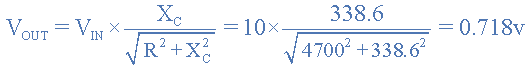 V_OUT = V_IN × X_C / √(R² + X_C²) = 10 × 338.6 / √(4700² + 338.6²) = 0.718v